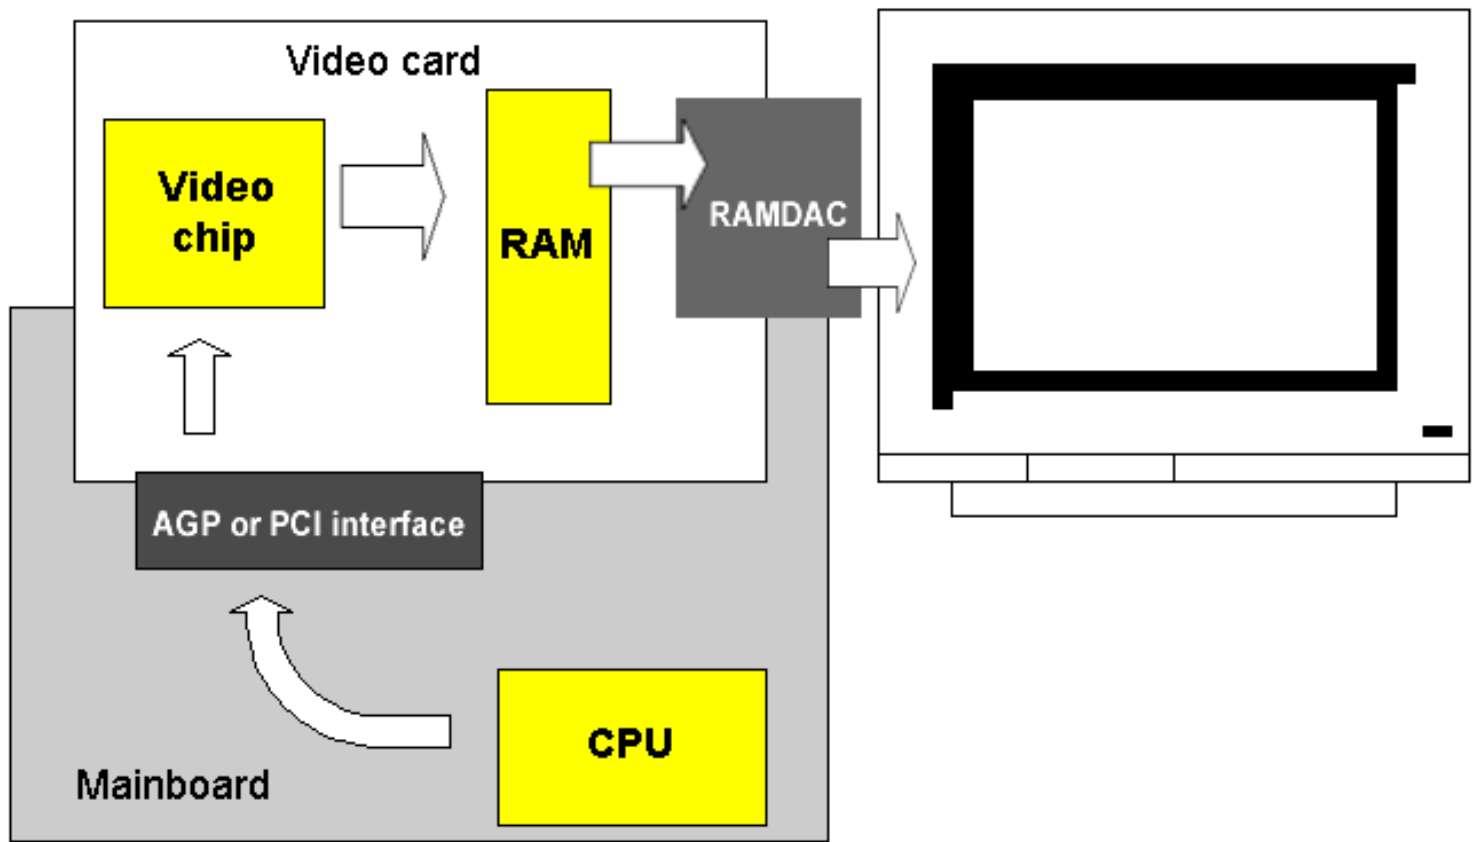 Video card
Video
chip
RAM
RAMDAC
AGP or PCI interface
CPU
Mainboard